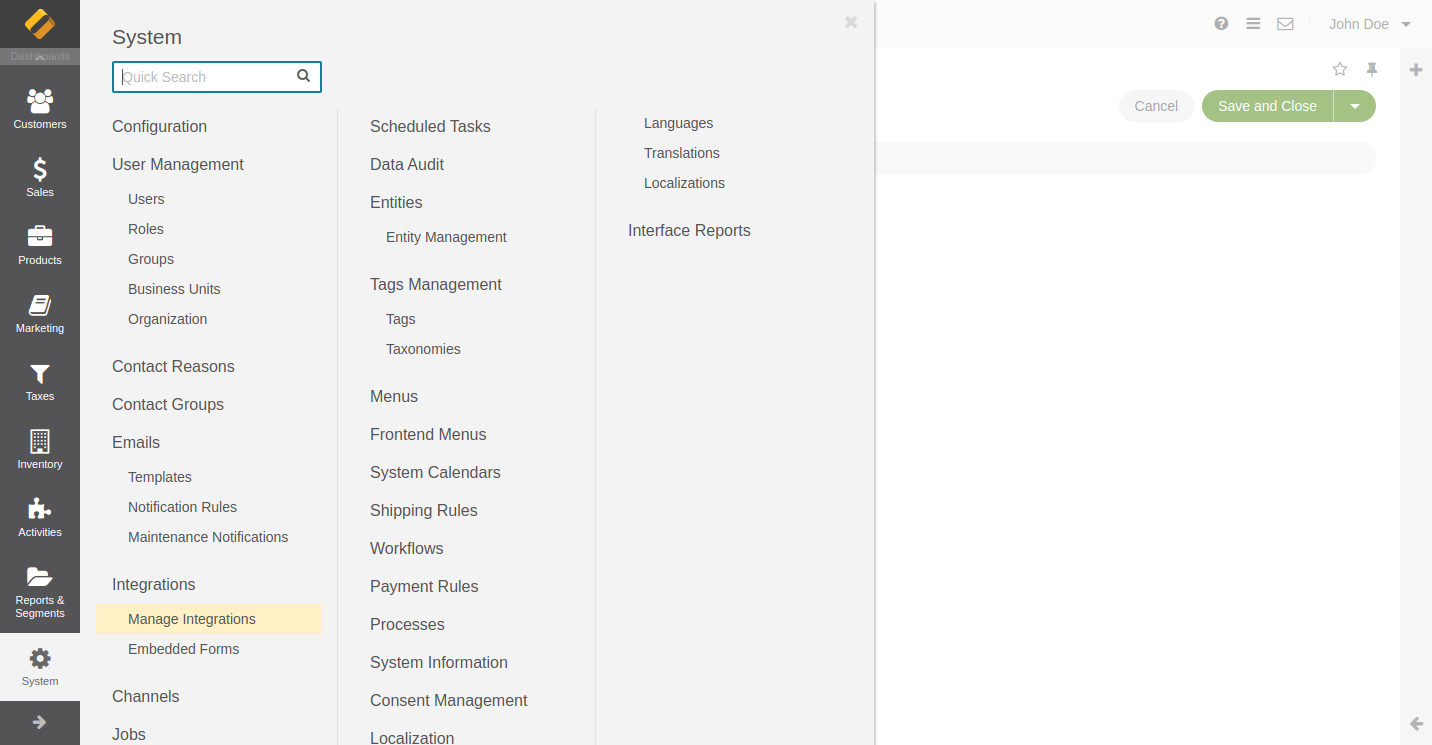 Dashboards
Customers
Sales
Products
Marketing
Taxes
Inventory
Activities
Reports &
Segments
System
System
Quick Search
Configuration
User Management
Users
Roles
Groups
Business Units
Organization
Contact Reasons
Contact Groups
Emails
Templates
Notification Rules
Maintenance Notifications
Integrations
Manage Integrations
Embedded Forms
Channels
Jobs
Scheduled Tasks
Data Audit
Entities
Entity Management
Tags Management
Tags
Taxonomies
Menus
Frontend Menus
System Calendars
Shipping Rules
Workflows
Payment Rules
Processes
System Information
Consent Management
Localization
Languages
Translations
Localizations
Interface Reports
John Doe
Cancel
Save and Close